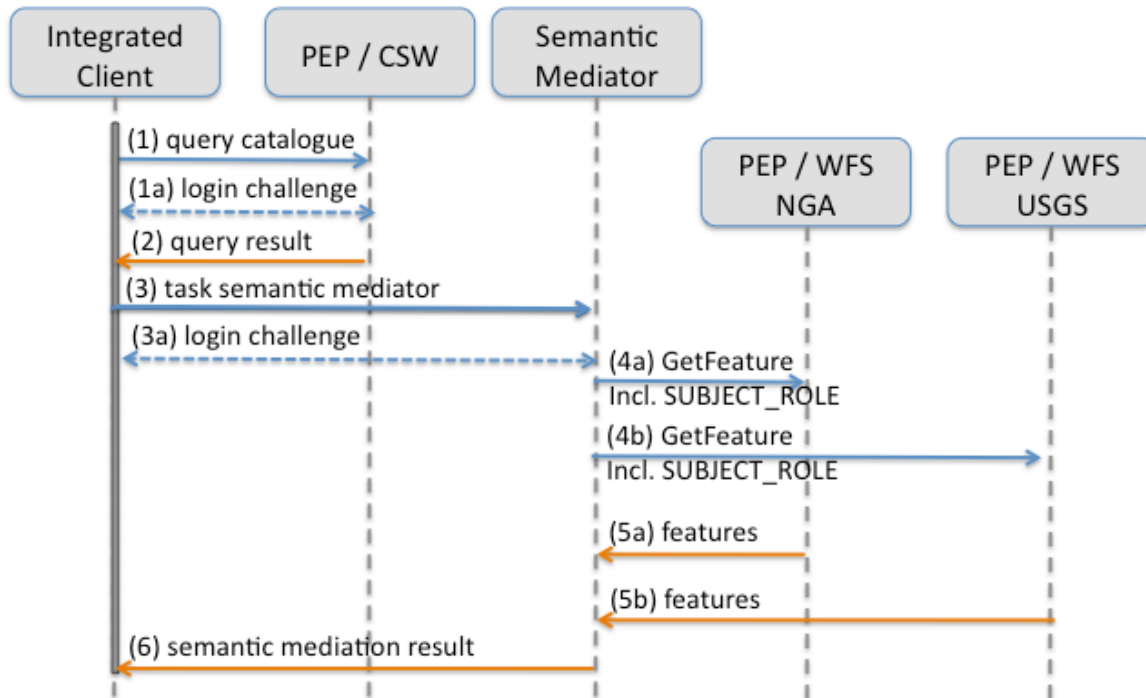 Integrated
Client
PEP / CSW
Semantic
Mediator
PEP / WFS
NGA
PEP / WFS
USGS
(1) query catalogue
(1a) login challenge
(2) query result
(3) task semantic mediator
(3a) login challenge
(4a) GetFeature
Incl. SUBJECT_ROLE
(4b) GetFeature
Incl. SUBJECT_ROLE
(5a) features
(5b) features
(6) semantic mediation result